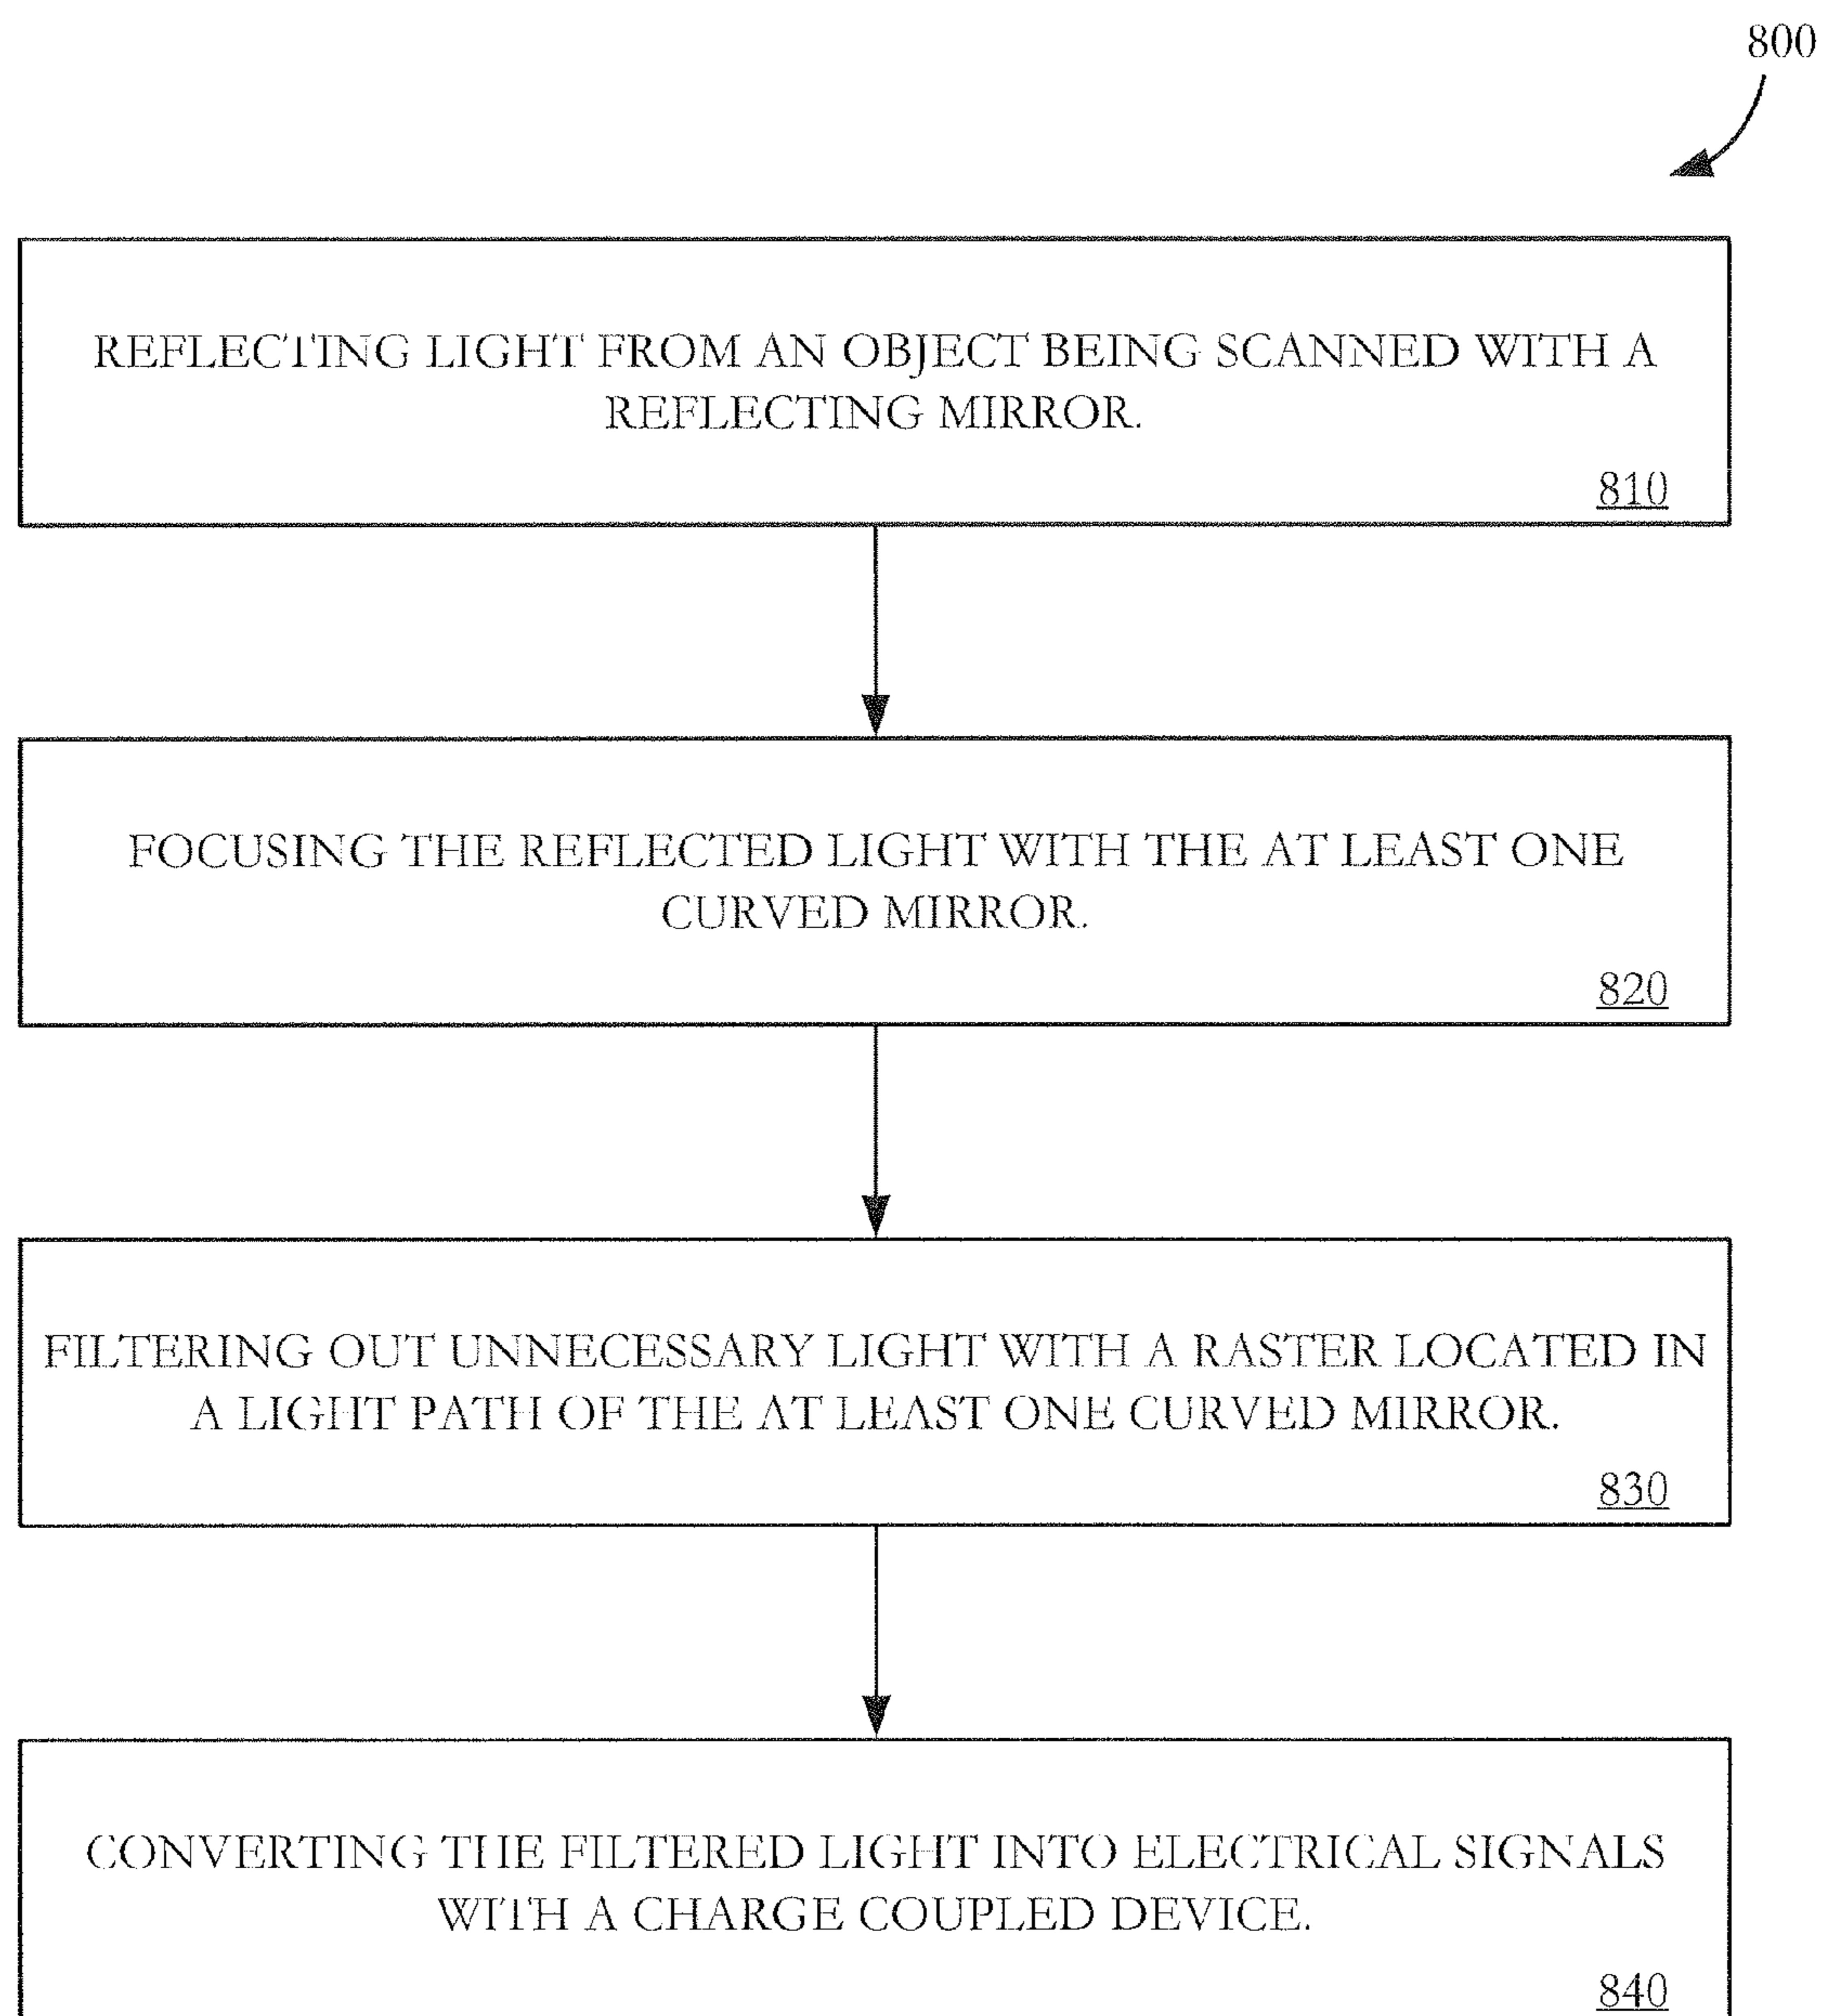 800
REFLECTING LIGHT FROM AN OBJECT BEING SCANNED WITH A
REFLECTING MIRROR.
810
FOCUSING THE REFLECTED LIGHT WITH THE AT LEAST ONE
CURVED MIRROR.
820
FILTERING OUT UNNECESSARY LIGHT WITH A RASTER LOCATED IN
A LIGHT PATH OF THE AT LEAST ONE CURVED MIRROR.
830
CONVERTING THE FILTERED LIGHT INTO ELECTRICAL SIGNALS
WITH A CHARGE COUPLED DEVICE.
840